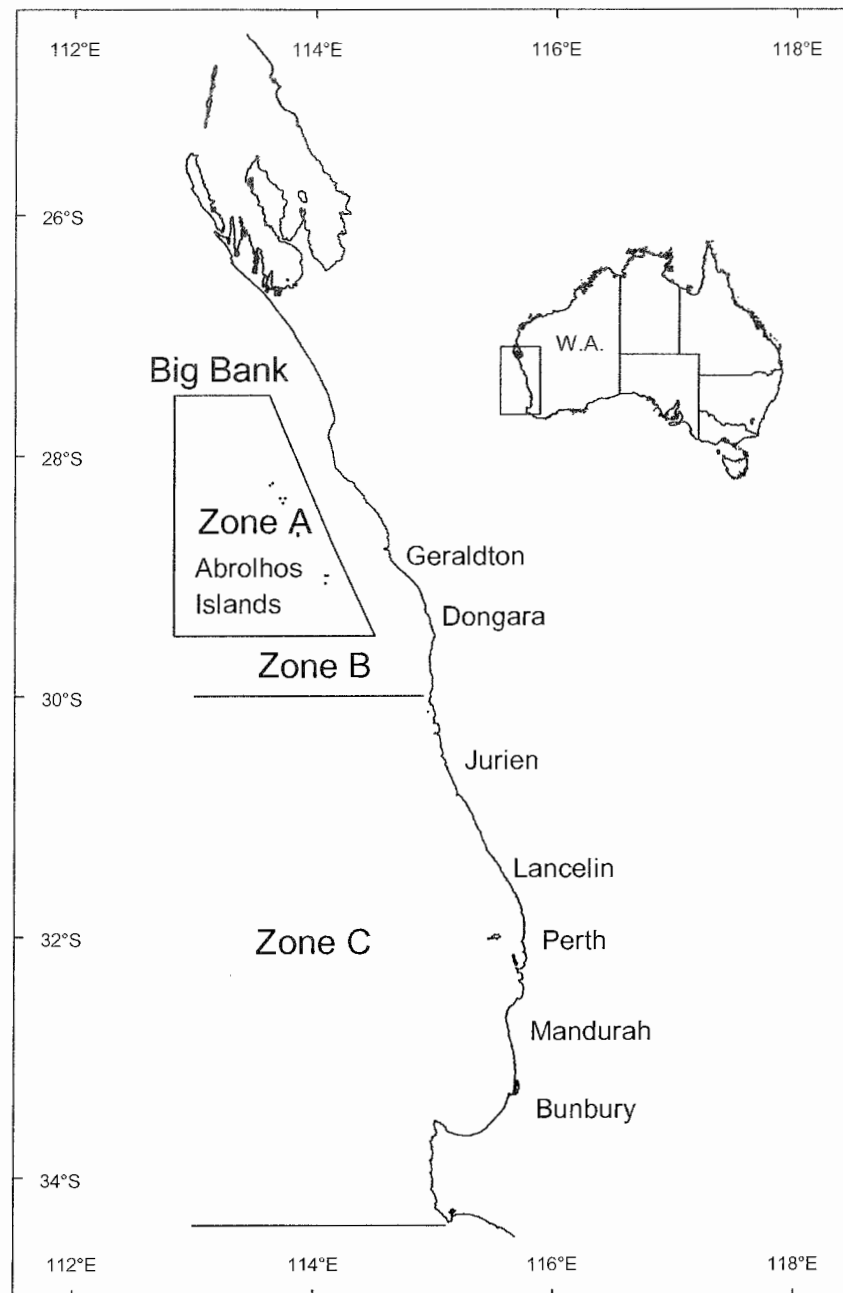 112°E
114°E
116°E
118°E
26°S
W.A.
Big Bank
28°S
Zone A
Geraldton
Abrolhos
Islands
Dongara
Zone B
30°S
Jurien
Lancelin
Zone C
32°S
Perth
Mandurah
Bunbury
34°S
112°E
114°E
116°E
118°E